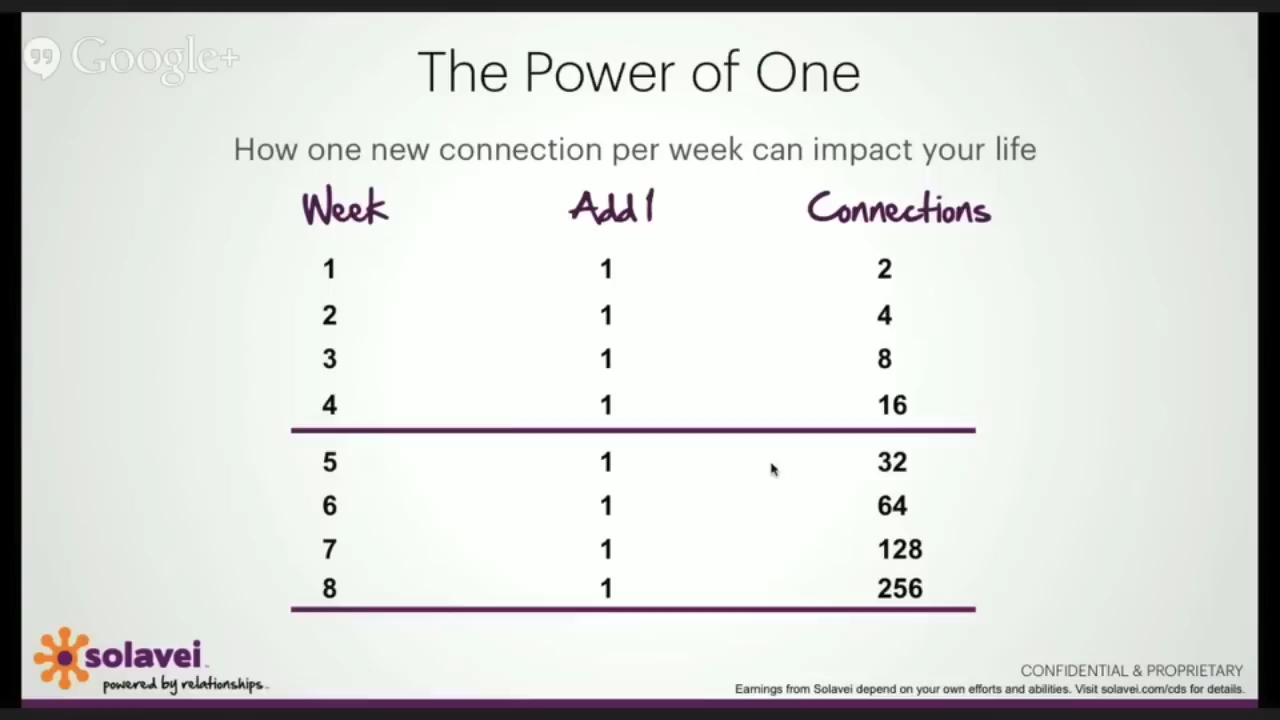 Google+
The Power of One
How one new connection per week can impact your life
Week Add 1 Connections
1 1 2
2 1 4
3 1 8
4 1 16
5 1 32
6 1 64
7 1 128
8 1 256
solavei
powered by relationships
CONFIDENTIAL & PROPRIETARY
Earnings from Solavei depend on your own efforts and abilities. Visit solavei.com/cds for details.